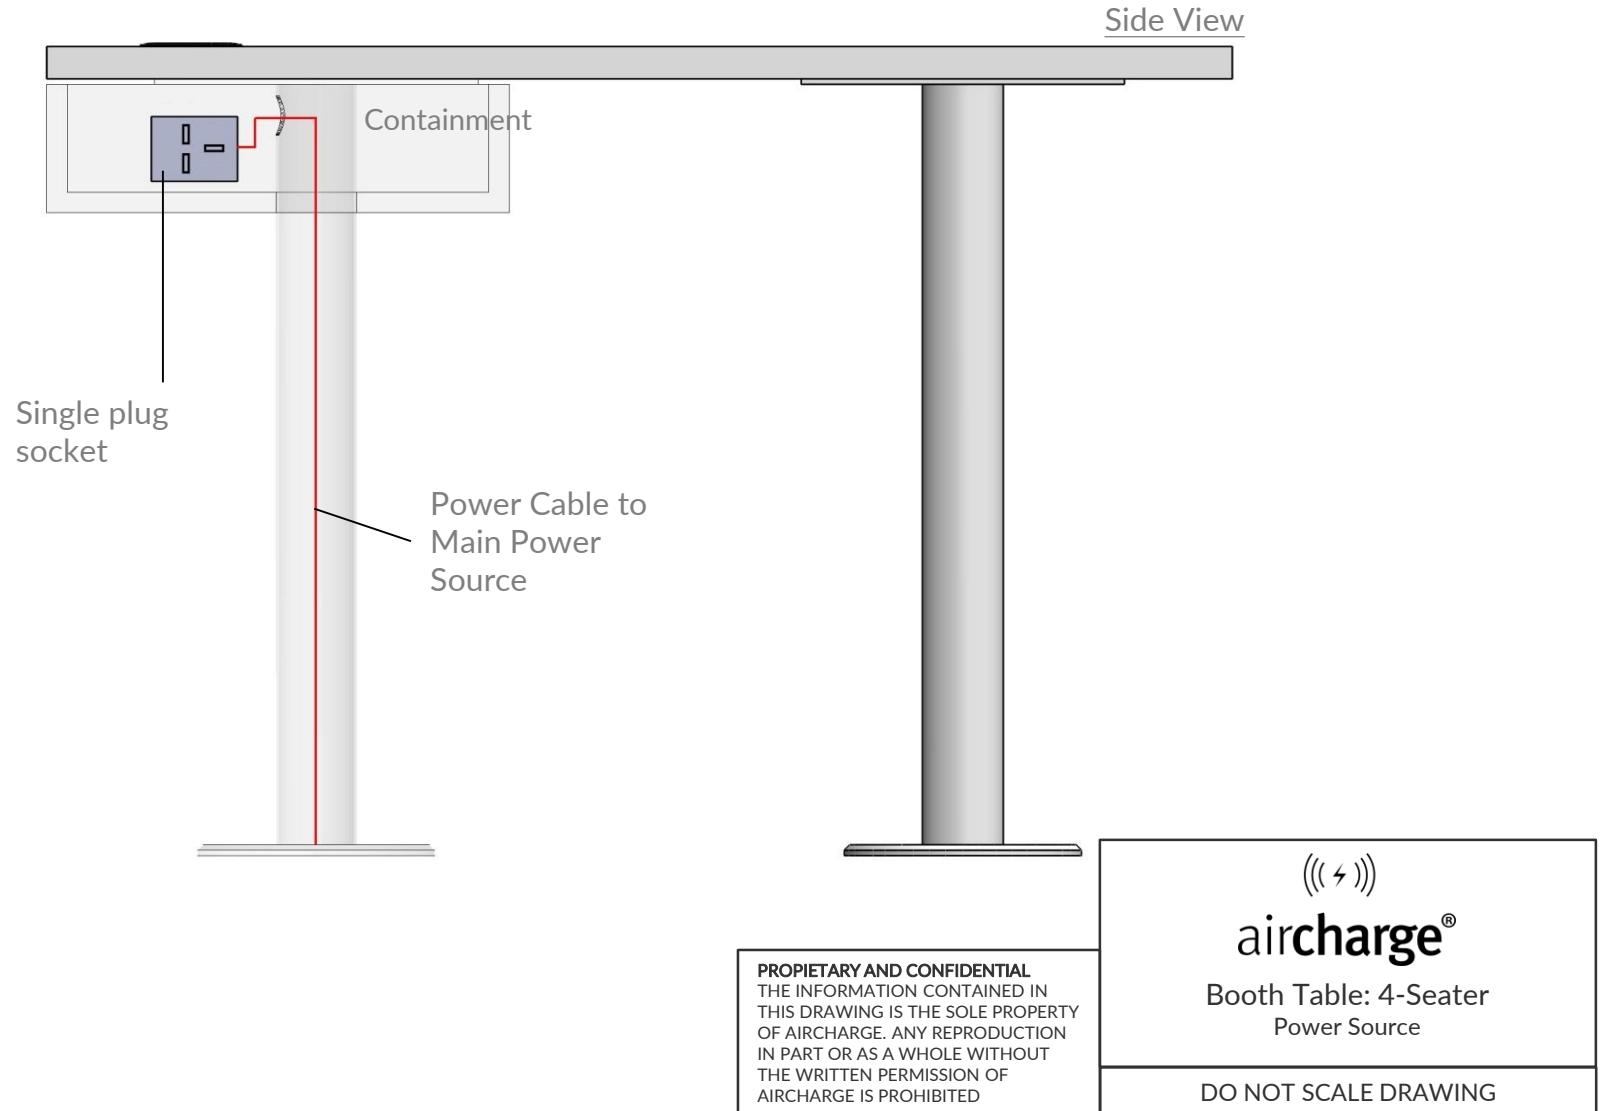 Side View
Containment
Single plug
socket
Power Cable to
Main Power
Source
aircharge®
Booth Table: 4-Seater
Power Source
PROPIETARY AND CONFIDENTIAL
THE INFORMATION CONTAINED IN
THIS DRAWING IS THE SOLE PROPERTY
OF AIRCHARGE. ANY REPRODUCTION
IN PART OR AS A WHOLE WITHOUT
THE WRITTEN PERMISSION OF
AIRCHARGE IS PROHIBITED
DO NOT SCALE DRAWING